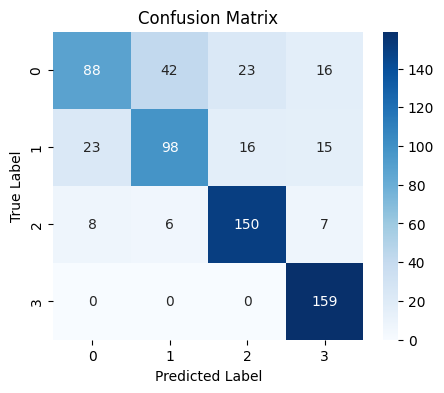 Confusion Matrix
0 88 42 23 16
1 23 98 16 15
2 8 6 150 7
3 0 0 0 159
0 1 2 3
True Label
Predicted Label
140
120
100
80
60
40
20
0